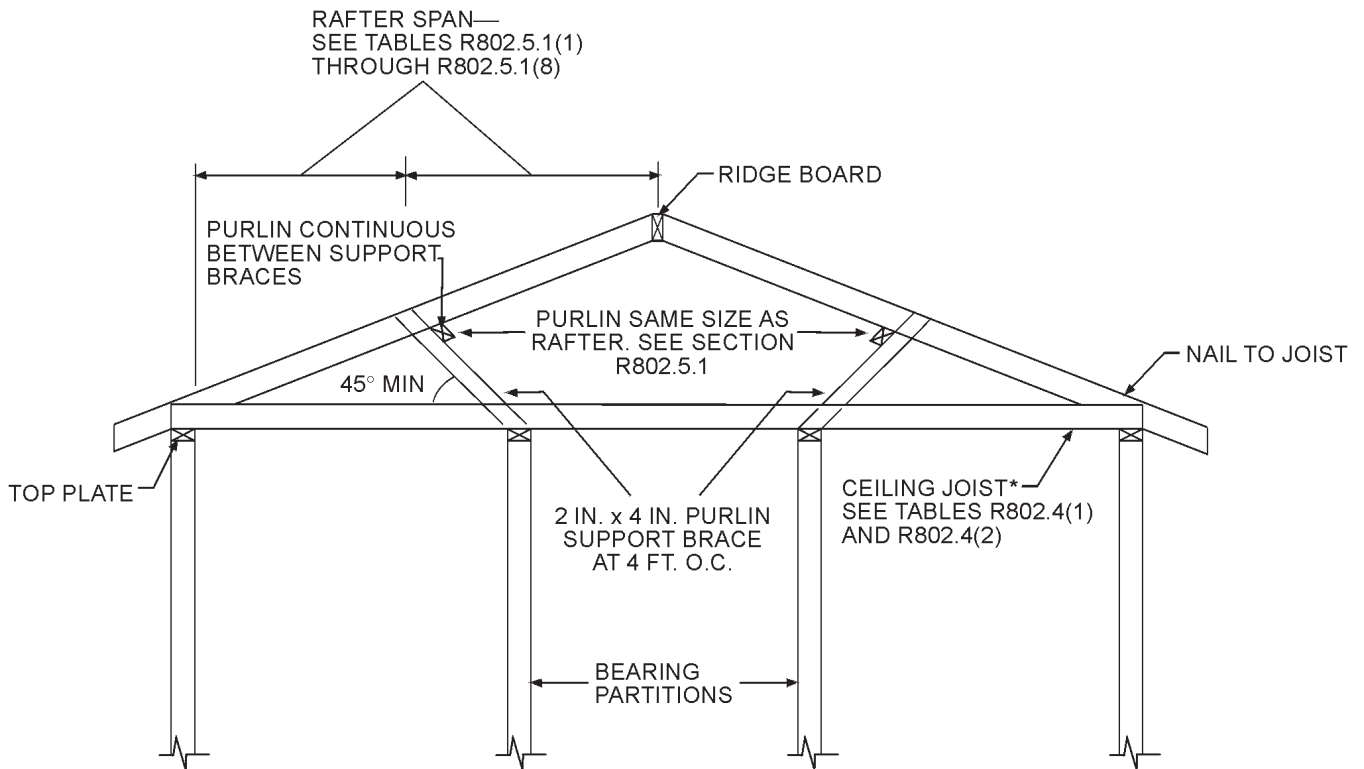 RAFTER SPAN—
SEE TABLES R802.5.1(1)
THROUGH R802.5.1(8)
RIDGE BOARD
PURLIN CONTINUOUS
BETWEEN SUPPORT
BRACES
PURLIN SAME SIZE AS
RAFTER. SEE SECTION
R802.5.1
NAIL TO JOIST
45° MIN
TOP PLATE
2 IN. x 4 IN. PURLIN
SUPPORT BRACE
AT 4 FT. O.C.
CEILING JOIST*
SEE TABLES R802.4(1)
AND R802.4(2)
BEARING
PARTITIONS